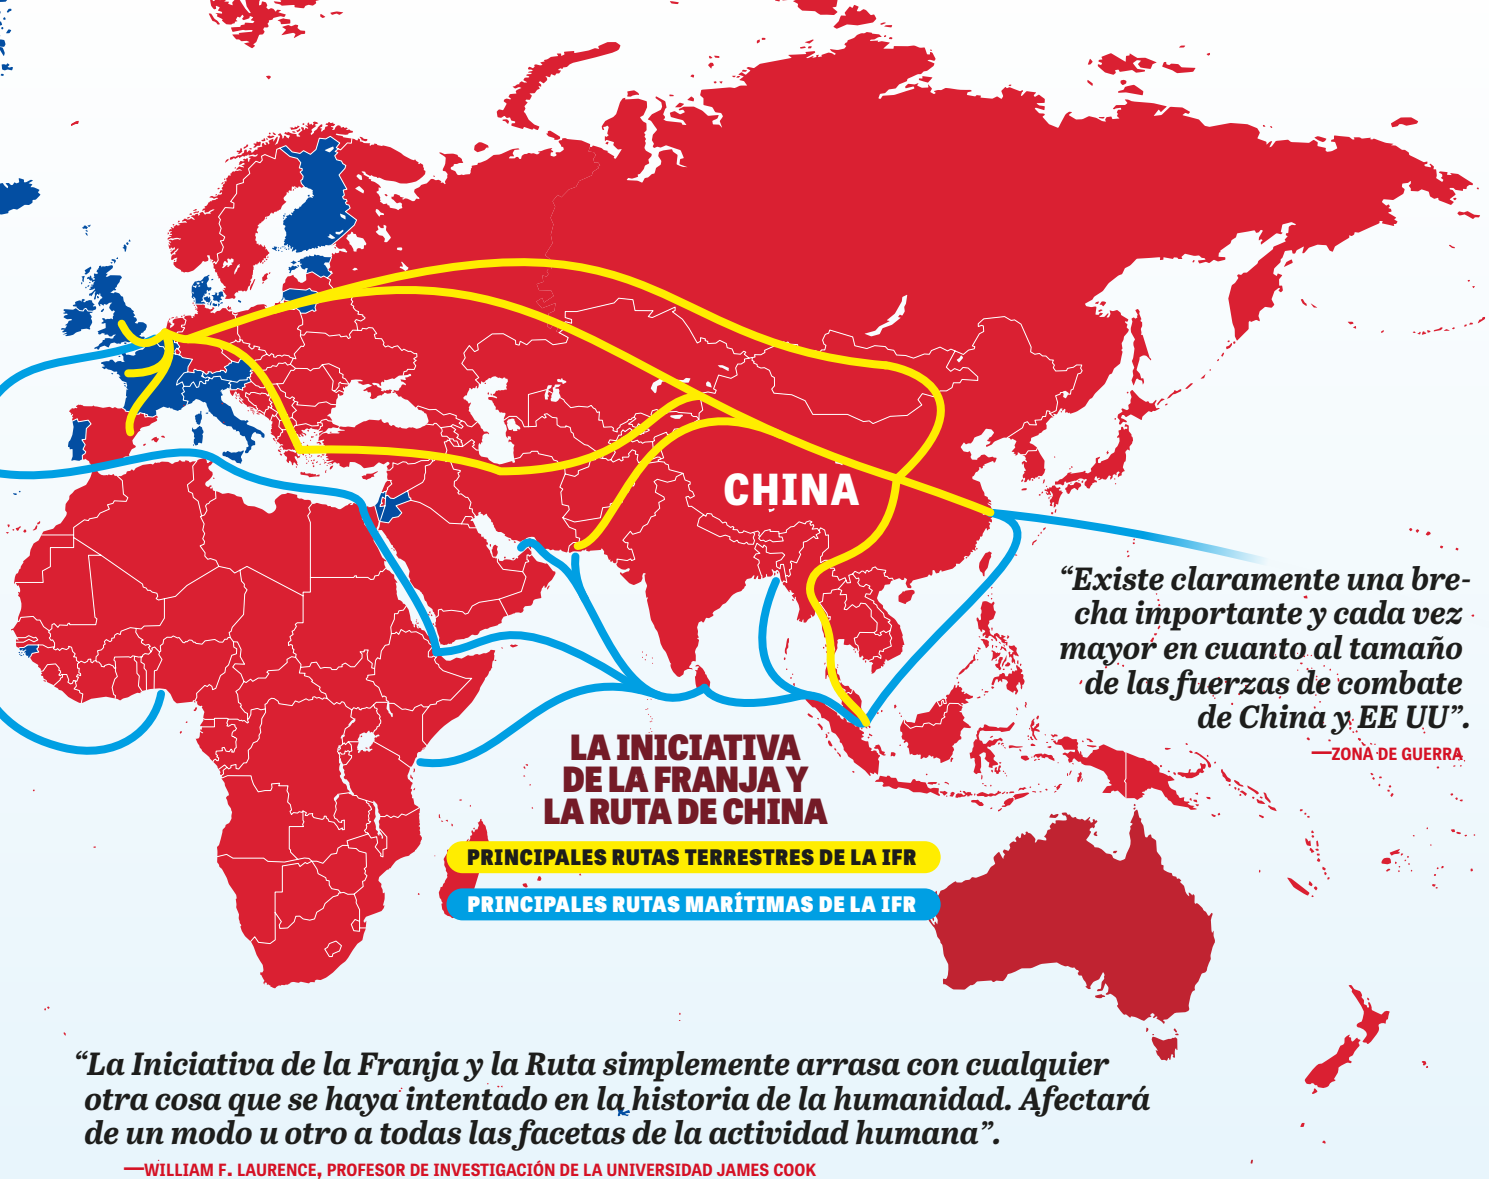 CHINA
“Existe claramente una bre-
cha importante y cada vez
mayor en cuanto al tamaño
de las fuerzas de combate
de China y EE UU”.
—ZONA DE GUERRA
LA INICIATIVA
DE LA FRANJA Y
LA RUTA DE CHINA
PRINCIPALES RUTAS TERRESTRES DE LA IFR
PRINCIPALES RUTAS MARÍTIMAS DE LA IFR
“La Iniciativa de la Franja y la Ruta simplemente arrasa con cualquier
otra cosa que se haya intentado en la historia de la humanidad. Afectará
de un modo u otro a todas las facetas de la actividad humana”.
—WILLIAM F. LAURENCE, PROFESOR DE INVESTIGACIÓN DE LA UNIVERSIDAD JAMES COOK